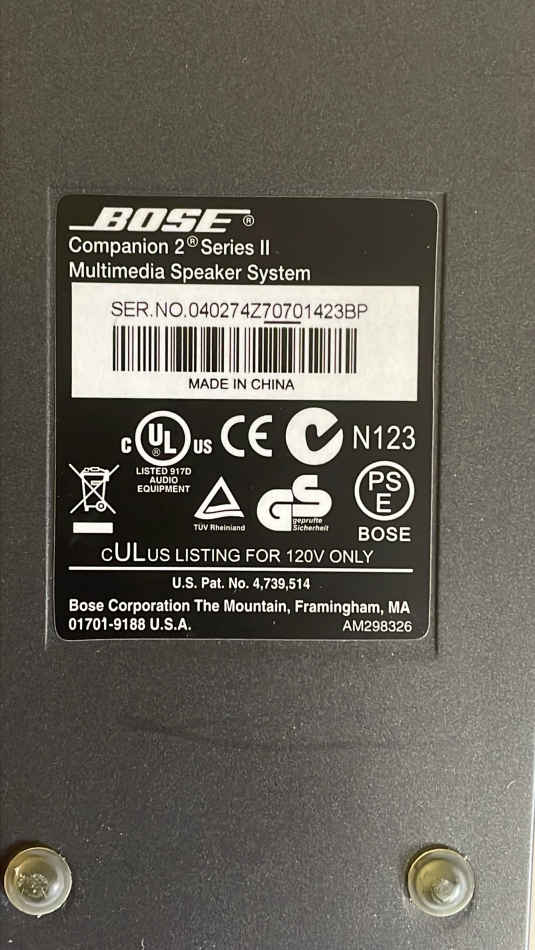 BOSE®
Companion 2® Series II
Multimedia Speaker System
SER.NO.040274Z70701423BP
MADE IN CHINA
C UL® US
LISTED 917D
AUDIO
EQUIPMENT
CE
N123
TÜV Rheinland
GS
geprüfte
Sicherheit
PS
E
BOSE
CULUS LISTING FOR 120V ONLY
U.S. Pat. No. 4,739,514
Bose Corporation The Mountain, Framingham, MA
01701-9188 U.S.A.
AM298326